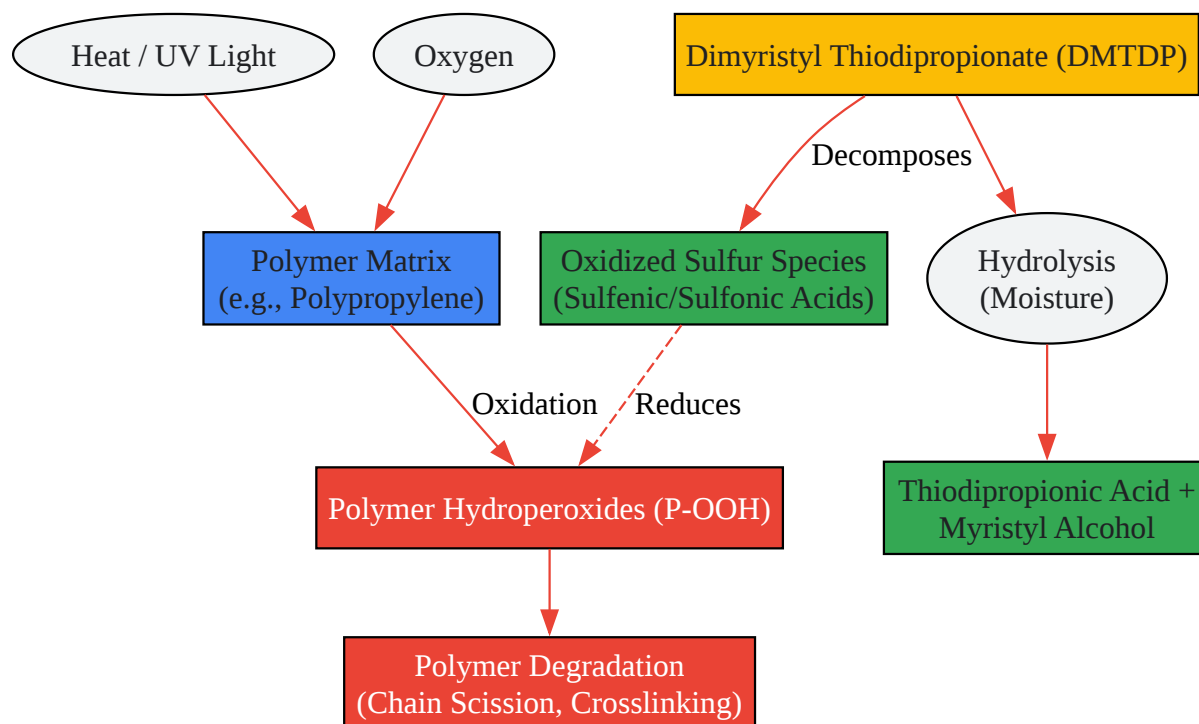 Heat / UV Light
Oxygen
Dimyristyl Thiodipropionate (DMTDP)
Decomposes
Polymer Matrix
(e.g., Polypropylene)
Oxidized Sulfur Species
(Sulfenic/Sulfonic Acids)
Hydrolysis
(Moisture)
Oxidation
Reduces
Polymer Hydroperoxides (P-OOH)
Thiodipropionic Acid +
Myristyl Alcohol
Polymer Degradation
(Chain Scission, Crosslinking)